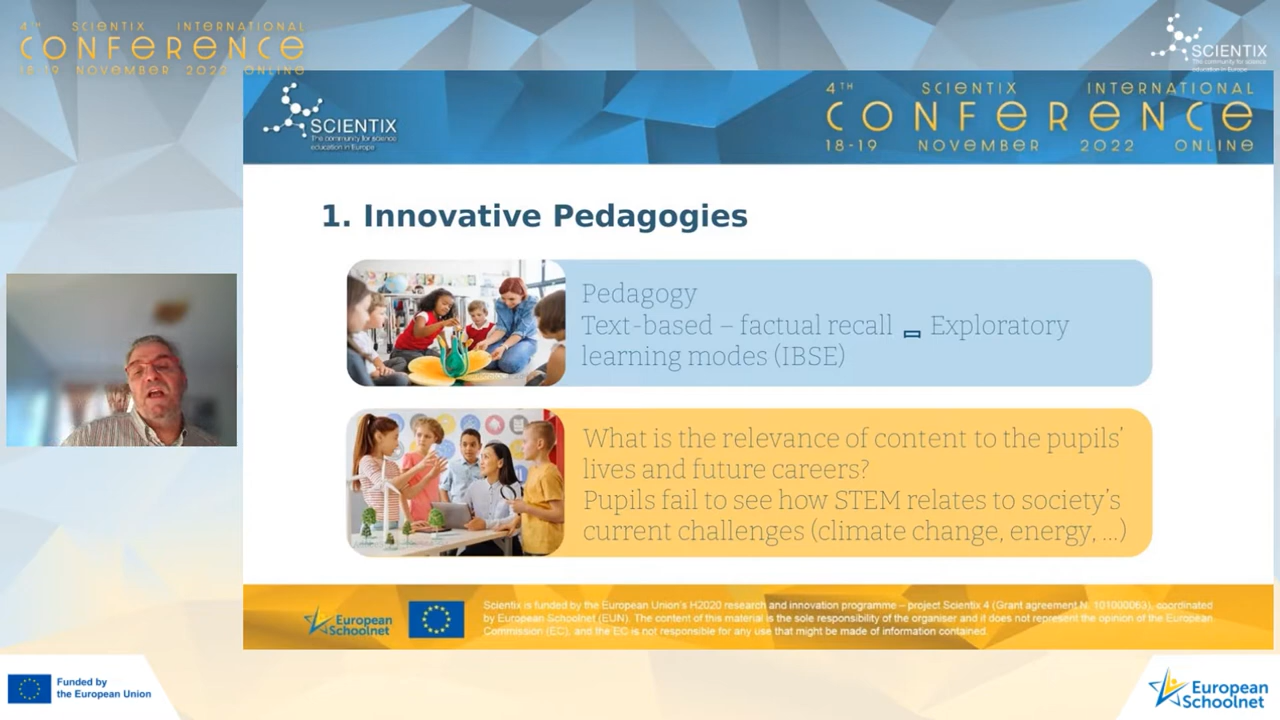 4TH SCIENTIX INTERNATIONAL
CONFERENCE
18-19 NOVEMBER 2022 ONLINE
SCIENTIX
The community for science
education in Europe
SCIENTIX
The community for science
education in Europe
4TH SCIENTIX INTERNATIONAL
CONFERENCE
18-19 NOVEMBER 2022 ONLINE
1. Innovative Pedagogies
Pedagogy
Text-based – factual recall Exploratory
learning modes (IBSE)
What is the relevance of content to the pupils’
lives and future careers?
Pupils fail to see how STEM relates to society’s
current challenges (climate change, energy, …)
European
Schoolnet
Scientix is funded by the European Union’s H2020 research and innovation programme – project Scientix 4 (Grant agreement N. 101000063), coordinated
by European Schoolnet (EUN). The content of this material is the sole responsibility of the organiser and it does not represent the opinion of the European
Commission (EC), and the EC is not responsible for any use that might be made of information contained.
Funded by
the European Union
European
Schoolnet